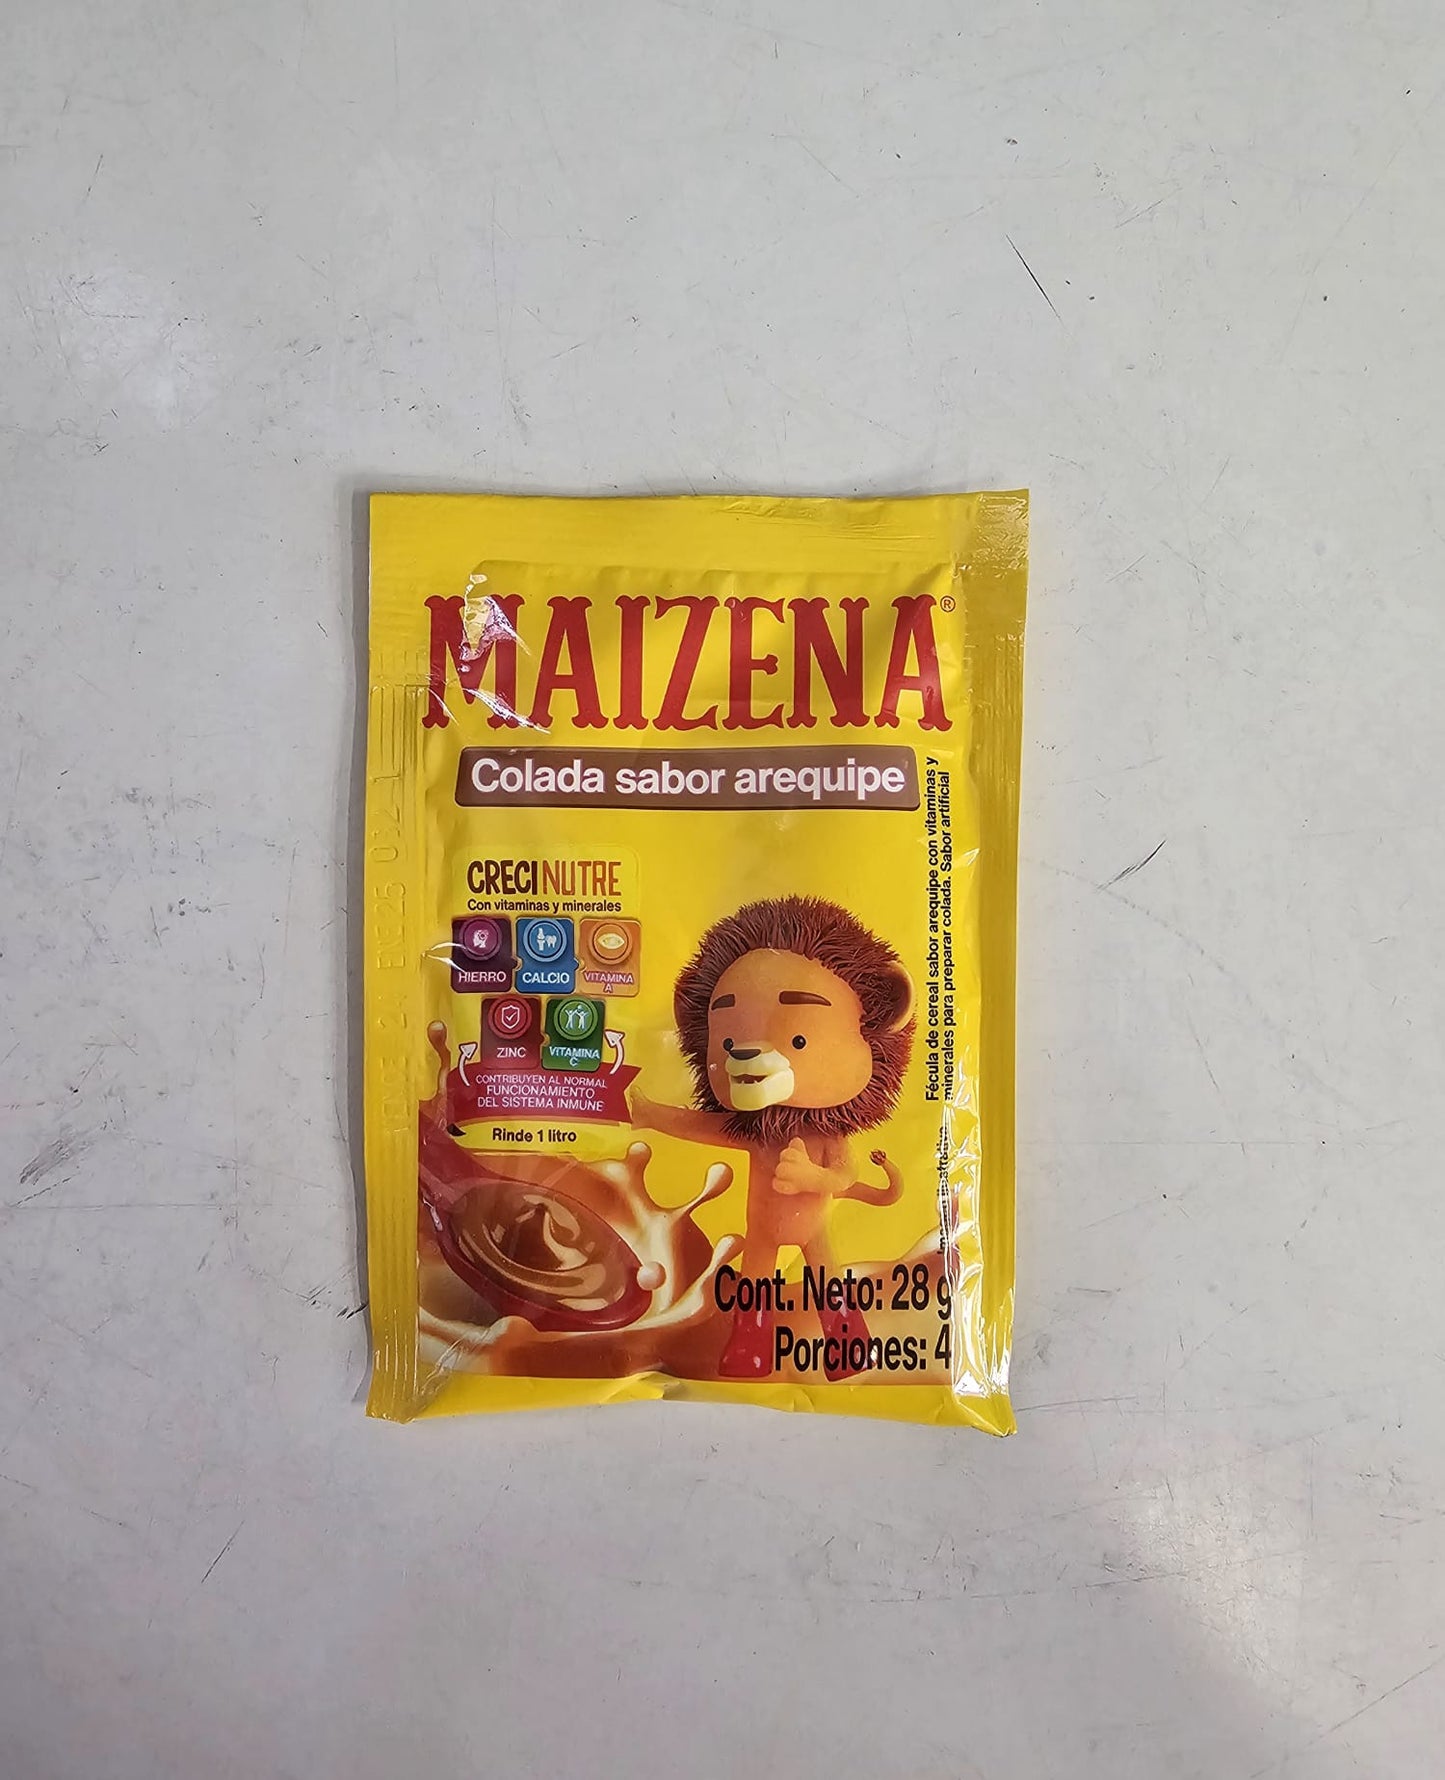 MAIZENA®
Colada sabor arequipe
CRECINUTRE
Con vitaminas y minerales
HIERRO
CALCIO
VITAMINA
A
ZINC
VITAMINA
C
CONTRIBUYEN AL NORMAL
FUNCIONAMIENTO
DEL SISTEMA INMUNE
Rinde 1 litro
Fécula de cereal sabor arequipe con vitaminas y
minerales para preparar colada. Sabor artificial
Cont. Neto: 28 g
Porciones: 4